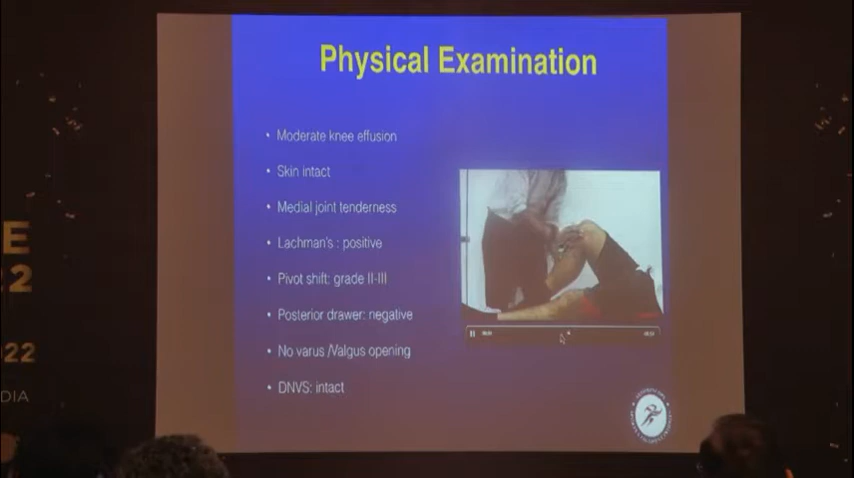 Physical Examination
• Moderate knee effusion
• Skin intact
• Medial joint tenderness
• Lachman's : positive
• Pivot shift: grade II-III
• Posterior drawer: negative
• No varus /Valgus opening
• DNVS: intact
E
2
22
DIA